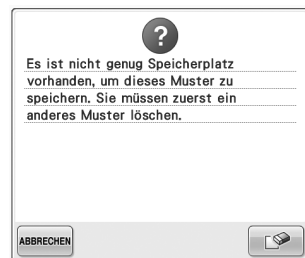 ?
Es ist nicht genug Speicherplatz
vorhanden, um dieses Muster zu
speichern. Sie müssen zuerst ein
anderes Muster löschen.
ABBRECHEN